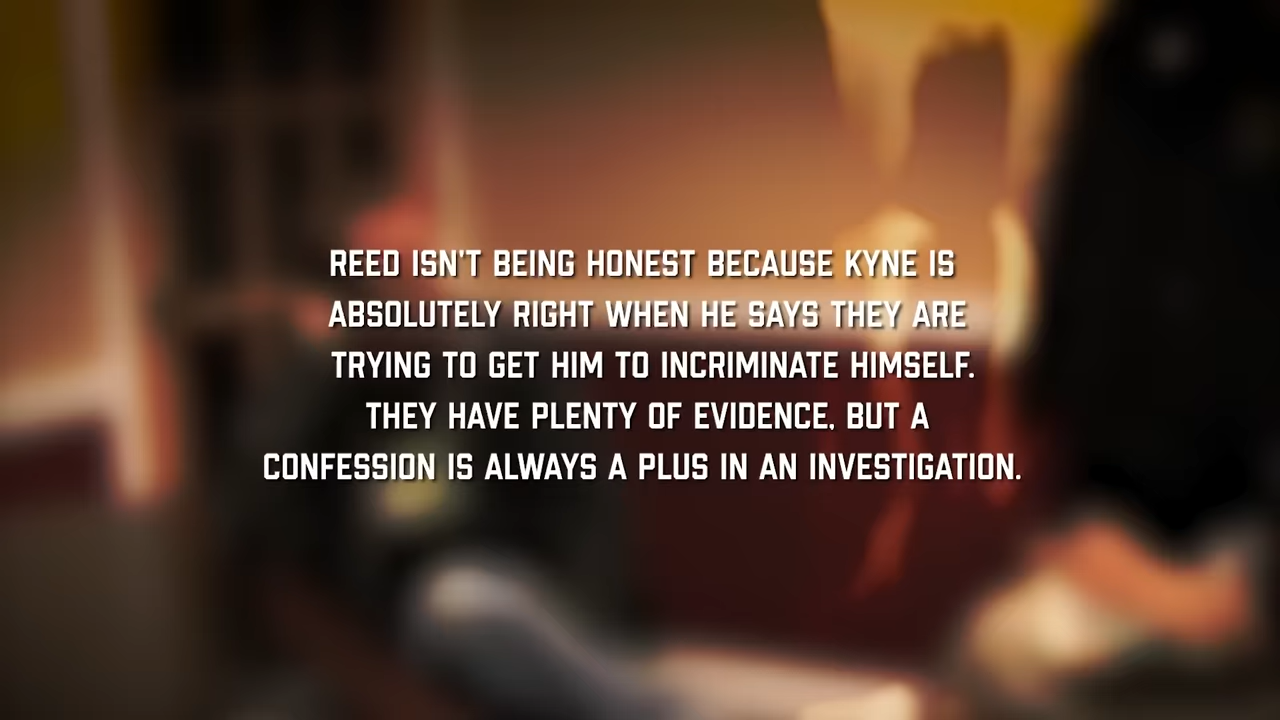 REED ISN'T BEING HONEST BECAUSE KYNE IS
ABSOLUTELY RIGHT WHEN HE SAYS THEY ARE
TRYING TO GET HIM TO INCRIMINATE HIMSELF.
THEY HAVE PLENTY OF EVIDENCE, BUT A
CONFESSION IS ALWAYS A PLUS IN AN INVESTIGATION.